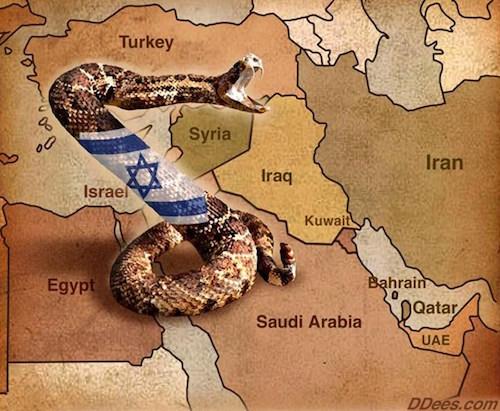 Turkey
Syria
Iran
Iraq
Israel
Kuwait
Egypt
Bahrain
Qatar
Saudi Arabia
UAE
DDees.com